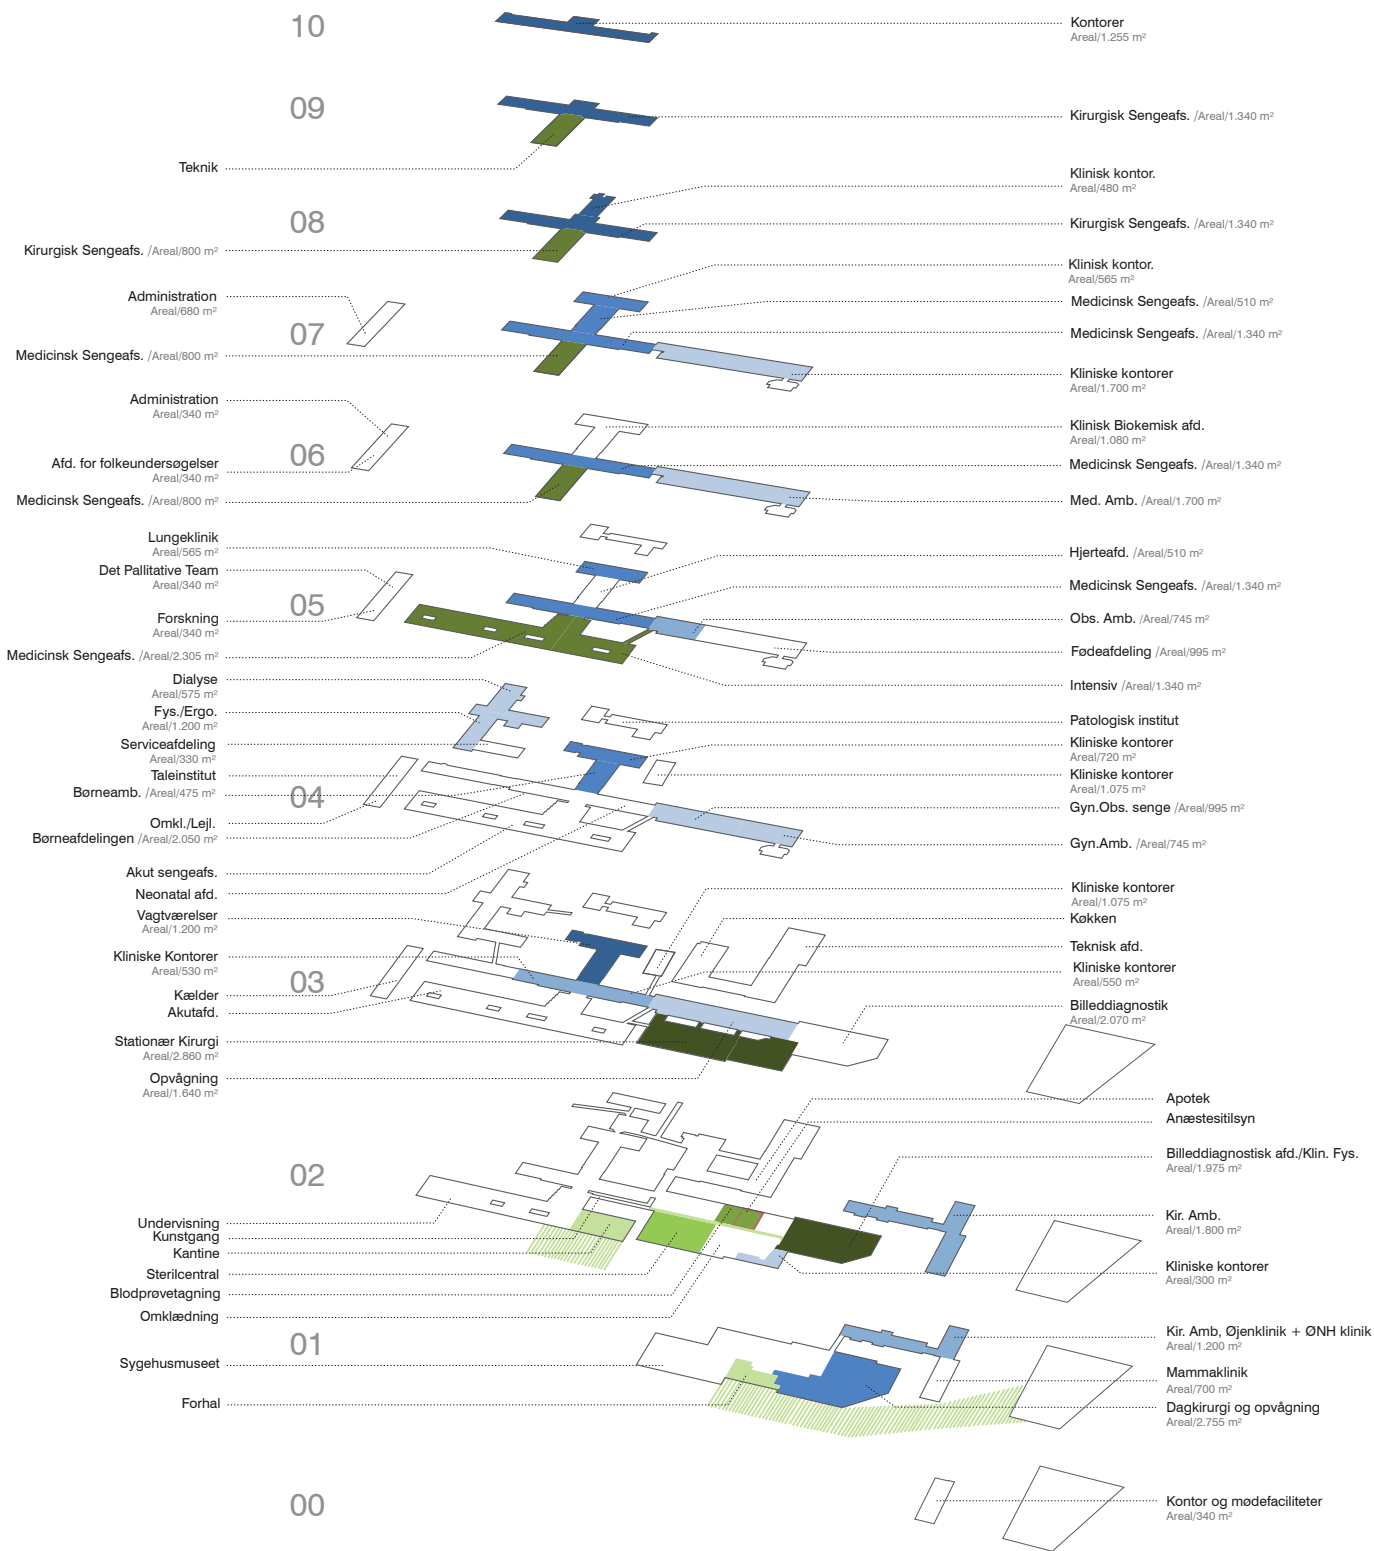 10
Kontorer
Areal/1.255 m²
09
Kirurgisk Sengeafs. /Areal/1.340 m²
Teknik
Klinisk kontor.
Areal/480 m²
08
Kirurgisk Sengeafs. /Areal/1.340 m²
Kirurgisk Sengeafs. /Areal/800 m²
Klinisk kontor.
Areal/565 m²
Administration
Areal/680 m²
Medicinsk Sengeafs. /Areal/510 m²
07
Medicinsk Sengeafs. /Areal/1.340 m²
Medicinsk Sengeafs. /Areal/800 m²
Kliniske kontorer
Areal/1.700 m²
Administration
Areal/340 m²
Klinisk Biokemisk afd.
Areal/1.080 m²
06
Afd. for folkeundersøgelser
Areal/340 m²
Medicinsk Sengeafs. /Areal/1.340 m²
Medicinsk Sengeafs. /Areal/800 m²
Med. Amb. /Areal/1.700 m²
Lungeklinik
Areal/565 m²
Hjerteafd. /Areal/510 m²
Det Pallitative Team
Areal/340 m²
Medicinsk Sengeafs. /Areal/1.340 m²
05
Forskning
Areal/340 m²
Obs. Amb. /Areal/745 m²
Medicinsk Sengeafs. /Areal/2.305 m²
Fødeafdeling /Areal/995 m²
Dialyse
Areal/575 m²
Intensiv /Areal/1.340 m²
Fys./Ergo.
Areal/1.200 m²
Patologisk institut
Serviceafdeling
Areal/330 m²
Kliniske kontorer
Areal/720 m²
Taleinstitut
Kliniske kontorer
Areal/1.075 m²
Børneamb. /Areal/475 m²
04
Gyn.Obs. senge /Areal/995 m²
Omkl./Lejl.
Børneafdelingen /Areal/2.050 m²
Gyn.Amb. /Areal/745 m²
Akut sengeafs.
Neonatal afd.
Kliniske kontorer
Areal/1.075 m²
Vagtværelser
Areal/1.200 m²
Køkken
Teknisk afd.
Kliniske Kontorer
Areal/530 m²
Kliniske kontorer
Areal/550 m²
03
Kælder
Akutafd.
Billeddiagnostik
Areal/2.070 m²
Stationær Kirurgi
Areal/2.860 m²
Opvågning
Areal/1.640 m²
Apotek
Anæstesitilsyn
Billeddiagnostisk afd./Klin. Fys.
Areal/1.975 m²
02
Kir. Amb.
Areal/1.800 m²
Undervisning
Kunstgang
Kantine
Sterilcentral
Kliniske kontorer
Areal/300 m²
Blodprøvetagning
Omklædning
01
Kir. Amb, Øjenklinik + ØNH klinik
Areal/1.200 m²
Sygehusmuseet
Mammaklinik
Areal/700 m²
Forhal
Dagkirurgi og opvågning
Areal/2.755 m²
00
Kontor og mødefaciliteter
Areal/340 m²